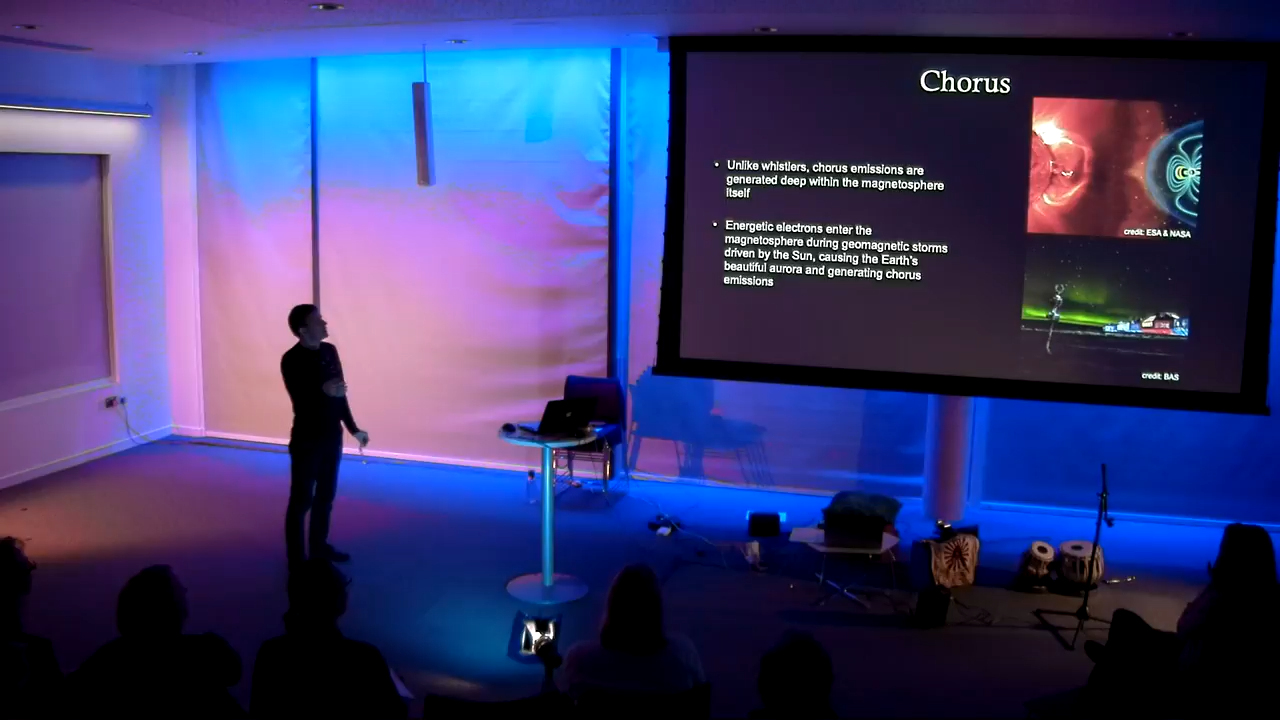 Chorus
• Unlike whistlers, chorus emissions are
generated deep within the magnetosphere
itself
• Energetic electrons enter the
magnetosphere during geomagnetic storms
driven by the Sun, causing the Earth's
beautiful aurora and generating chorus
emissions
credit: ESA & NASA
credit: BAS